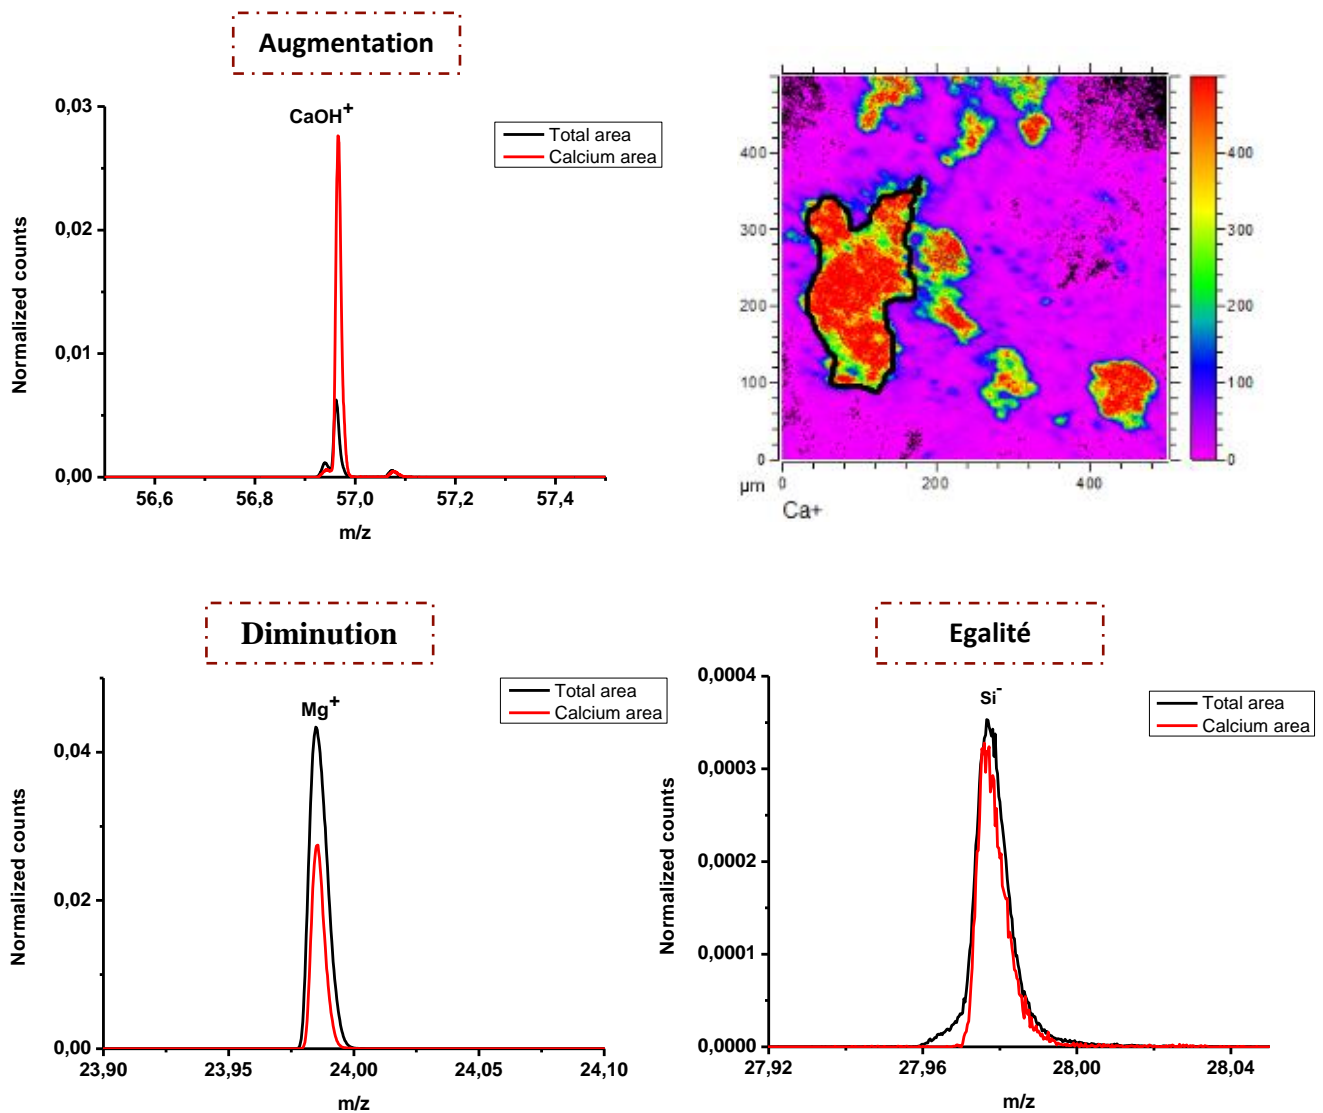 Augmentation
CaOH+
Total area
Calcium area
0,03
0,02
0,01
0,00
Normalized counts
56,6
56,8
57,0
57,2
57,4
m/z
400
300
200
100
0
µm
0
200
400
Ca+
400
300
200
100
0
Diminution
Mg+
Total area
Calcium area
0,04
0,02
0,00
Normalized counts
23,90
23,95
24,00
24,05
24,10
m/z
Egalité
Si-
Total area
Calcium area
0,0004
0,0003
0,0002
0,0001
0,0000
Normalized counts
27,92
27,96
28,00
28,04
m/z